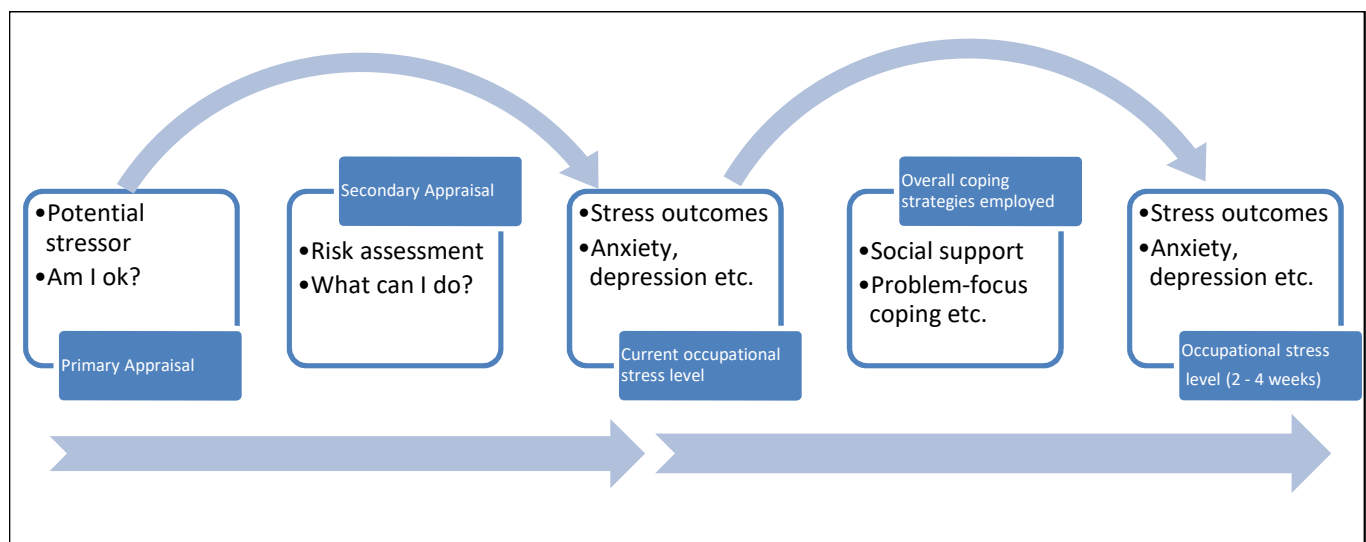 •Potential
stressor
•Am I ok?
Primary Appraisal
Secondary Appraisal
•Risk assessment
•What can I do?
•Stress outcomes
•Anxiety,
depression etc.
Current occupational
stress level
Overall coping
strategies employed
•Social support
•Problem-focus
coping etc.
•Stress outcomes
•Anxiety,
depression etc.
Occupational stress
level (2 - 4 weeks)